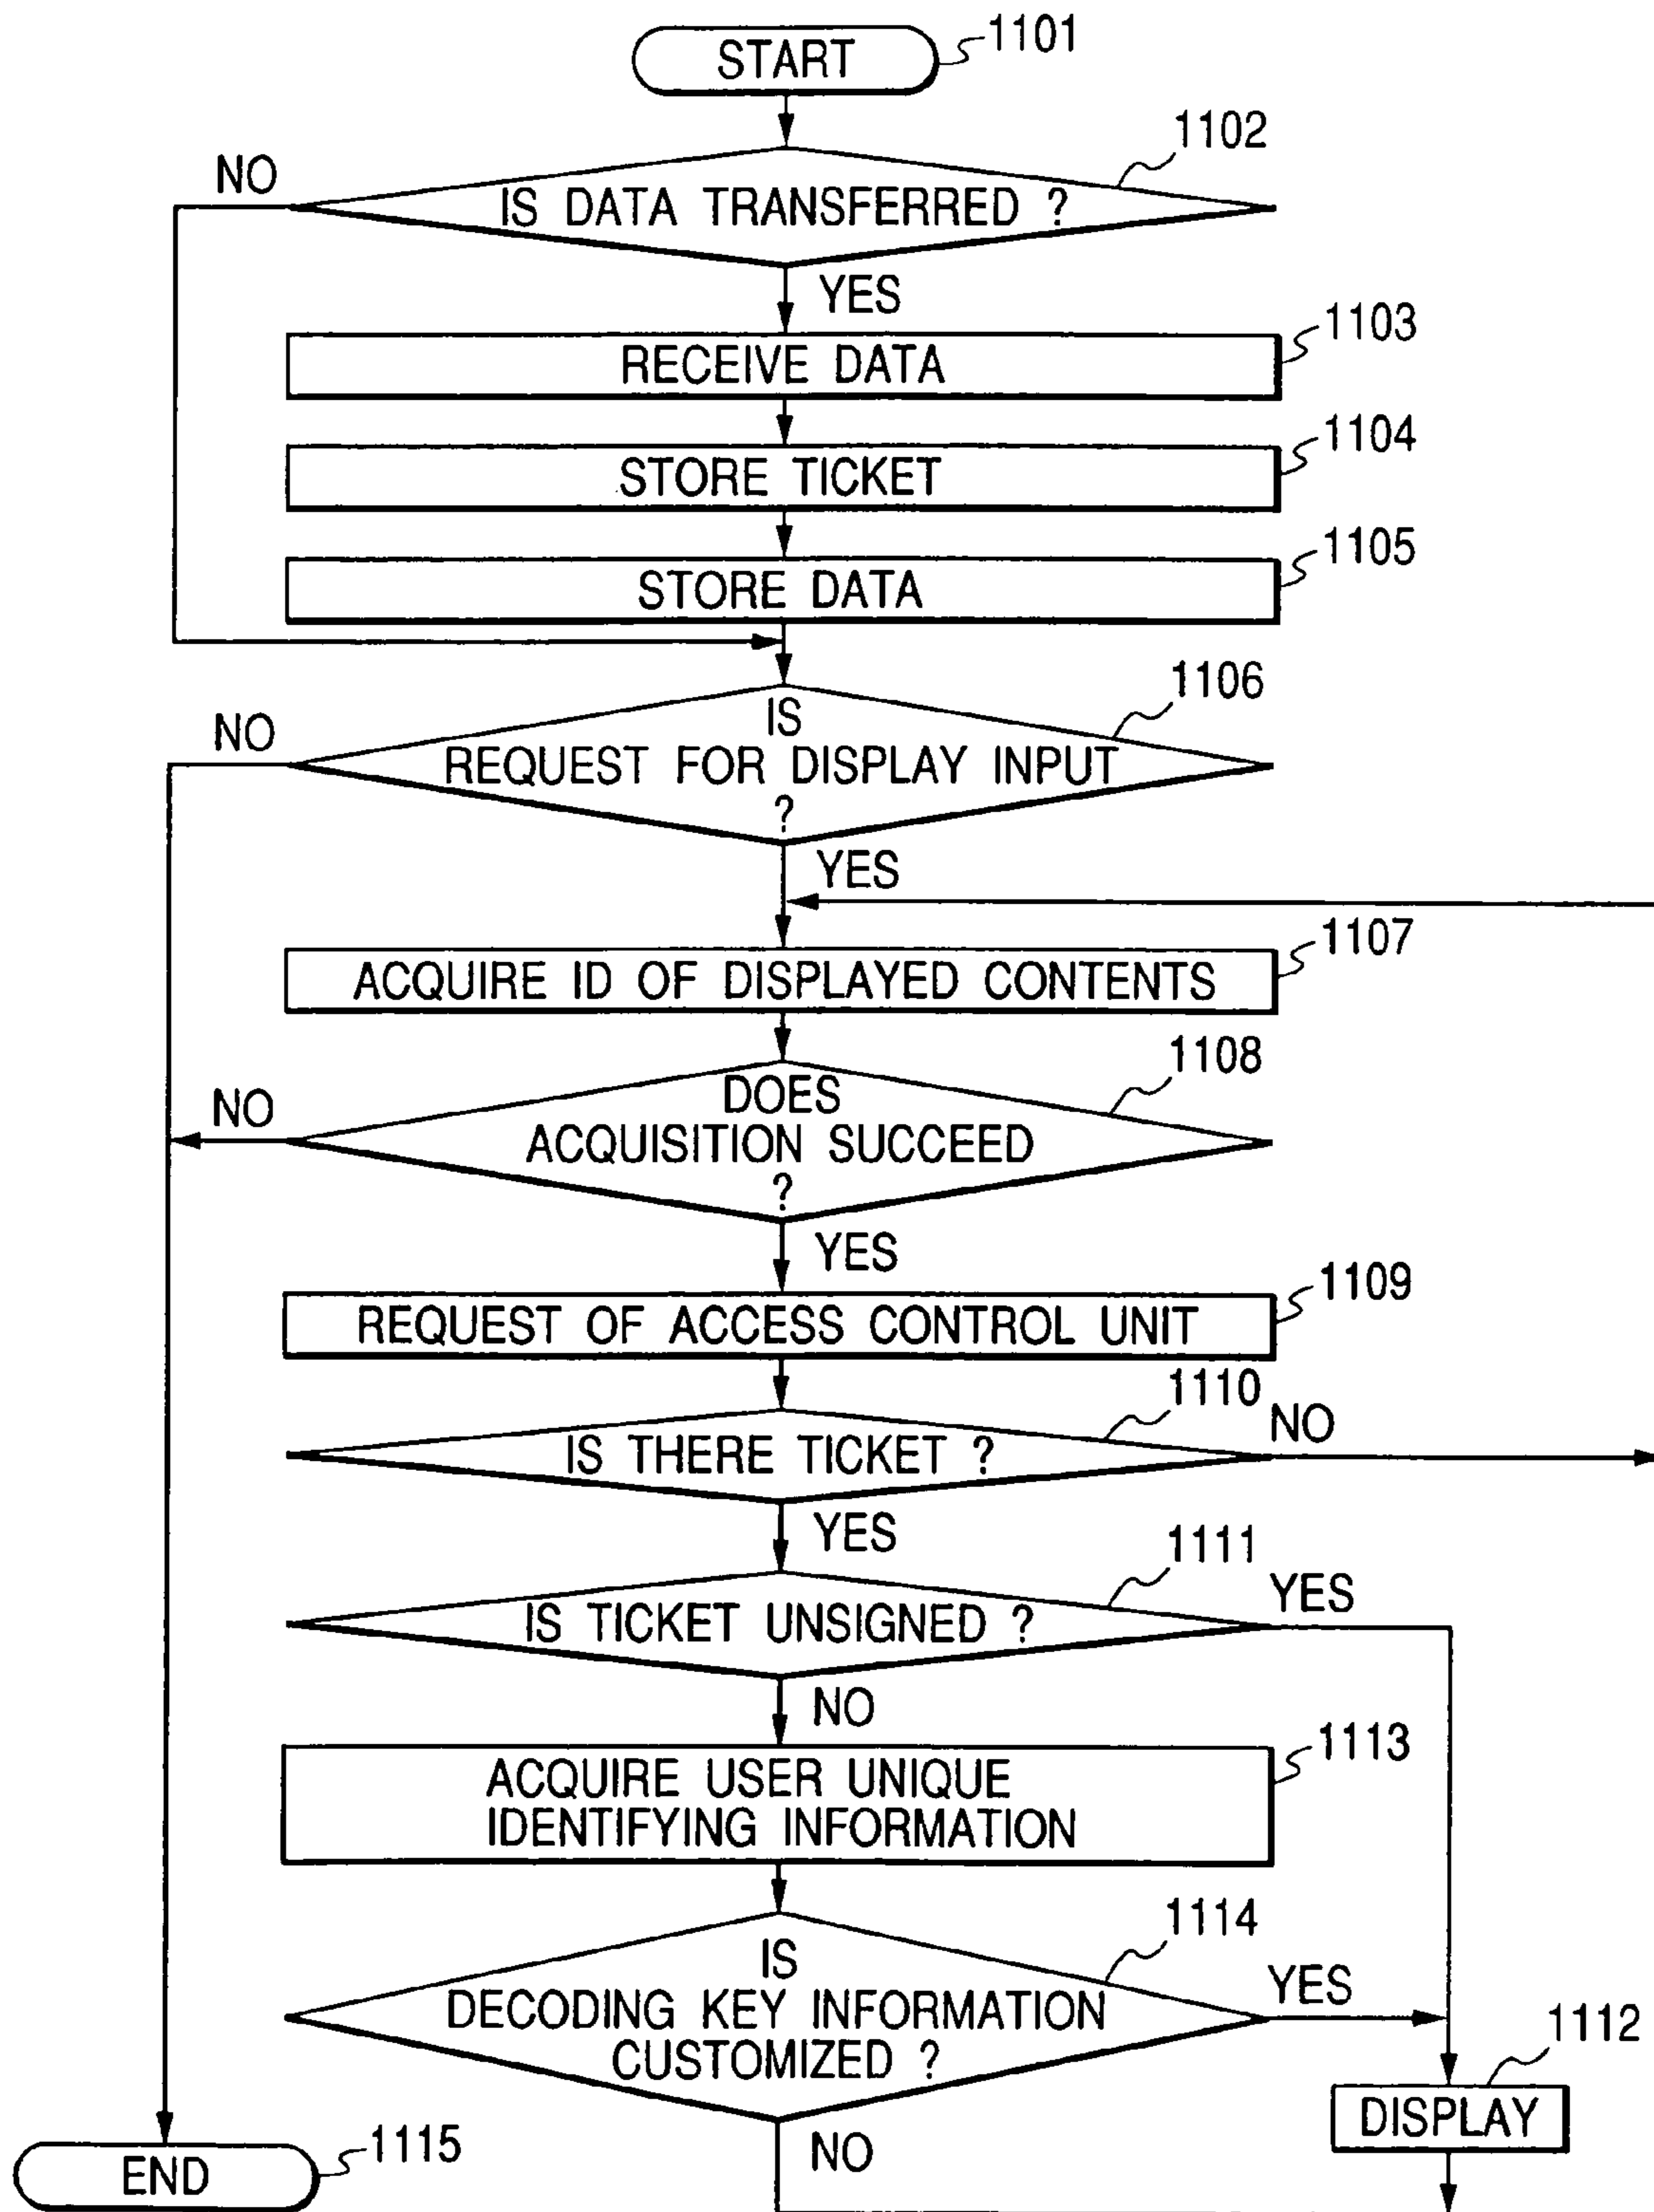 START
1101
1102
NO
IS DATA TRANSFERRED ?
YES
1103
RECEIVE DATA
1104
STORE TICKET
1105
STORE DATA
1106
NO
IS
REQUEST FOR DISPLAY INPUT
?
YES
1107
ACQUIRE ID OF DISPLAYED CONTENTS
1108
NO
DOES
ACQUISITION SUCCEED
?
YES
1109
REQUEST OF ACCESS CONTROL UNIT
1110
NO
IS THERE TICKET ?
YES
1111
YES
IS TICKET UNSIGNED ?
NO
1113
ACQUIRE USER UNIQUE
IDENTIFYING INFORMATION
1114
IS
DECODING KEY INFORMATION
CUSTOMIZED ?
YES
1112
DISPLAY
NO
1115
END